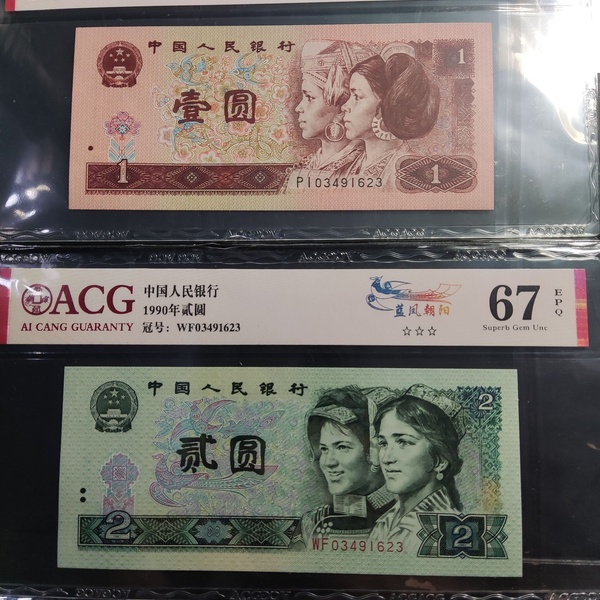 中国人民银行
1
壹圆
1
1
PI03491623
ACG
AI CANG GUARANTY
中国人民银行
1990年贰圆
冠号: WF03491623
蓝凤朝阳
☆☆☆
67
EPQ
Superb Gem Unc
中国人民银行
2
贰圆
2
2
WF03491623